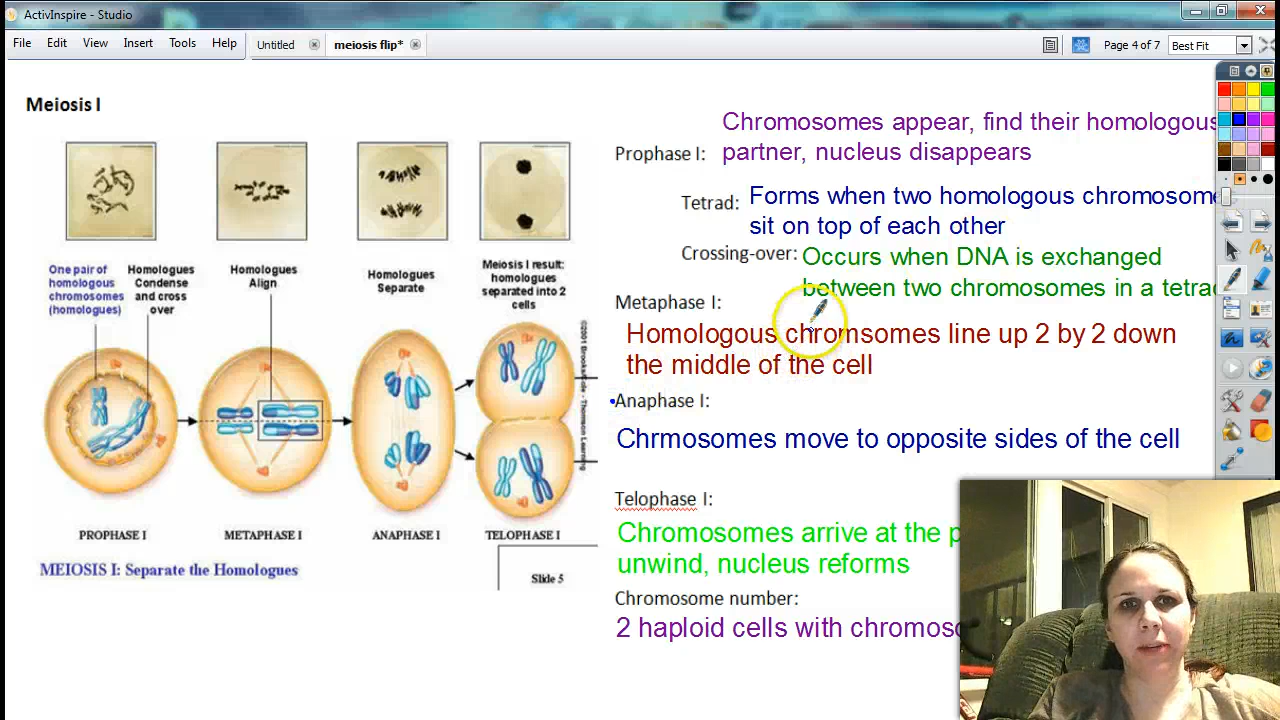 ActivInspire - Studio
File Edit View Insert Tools Help Untitled meiosis flip* Page 4 of 7 Best Fit
Meiosis I
One pair of
homologous
chromosomes
(homologues)
Homologues
Condense
and cross
over
Homologues
Align
Homologues
Separate
Meiosis I result:
homologues
separated into 2
cells
©2001 Brooks/Cole - Thomson Learning
PROPHASE I METAPHASE I ANAPHASE I TELOPHASE I
MEIOSIS I: Separate the Homologues
Slide 5
Chromosomes appear, find their homologous
Prophase I: partner, nucleus disappears
Tetrad: Forms when two homologous chromosome
sit on top of each other
Crossing-over: Occurs when DNA is exchanged
between two chromosomes in a tetrad
Metaphase I:
Homologous chromsomes line up 2 by 2 down
the middle of the cell
Anaphase I:
Chrmosomes move to opposite sides of the cell
Telophase I:
Chromosomes arrive at the
unwind, nucleus reforms
Chromosome number:
2 haploid cells with